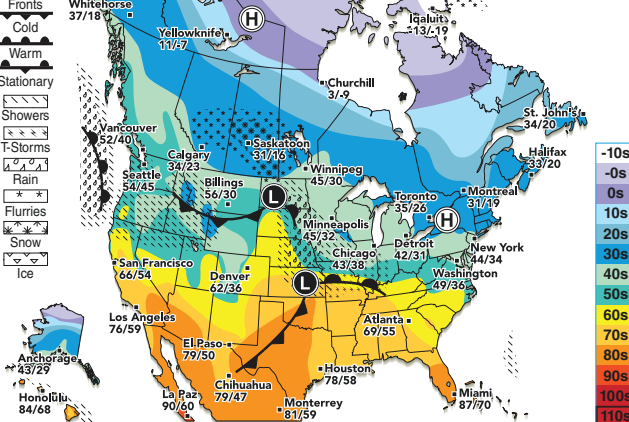 Fronts
Cold
Warm
Stationary
Showers
T-Storms
Rain
Flurries
Snow
Ice
Whitehorse
37/18
Yellowknife
11/-7
H
Iqaluit
-13/-19
Churchill
3/-9
St. John's
34/20
Vancouver
52/40
Calgary
34/23
Saskatoon
31/16
Winnipeg
45/30
Halifax
33/20
Seattle
54/45
Billings
56/30
L
Toronto
35/26
Montreal
31/19
H
Minneapolis
45/32
Chicago
43/38
Detroit
42/31
New York
44/34
Washington
49/36
San Francisco
66/54
Denver
62/36
L
Los Angeles
76/59
Atlanta
69/55
El Paso
79/50
Houston
78/58
Chihuahua
79/47
La Paz
90/60
Monterrey
81/59
Miami
87/70
Anchorage
43/29
Honolulu
84/68
-10s
-0s
0s
10s
20s
30s
40s
50s
60s
70s
80s
90s
100s
110s